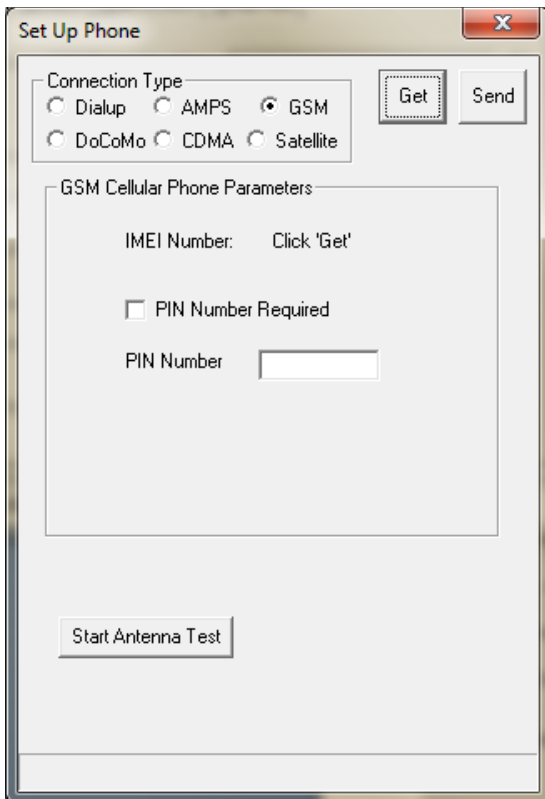 Set Up Phone
Connection Type
Dialup AMPS GSM
DoCoMo CDMA Satellite
Get Send
GSM Cellular Phone Parameters
IMEI Number: Click 'Get'
PIN Number Required
PIN Number
Start Antenna Test